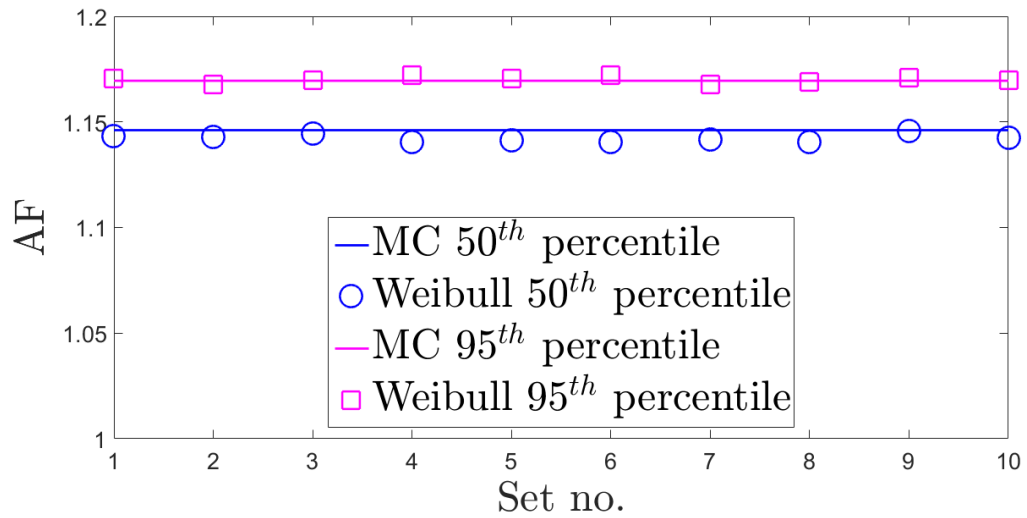 1.2
1.15
1.1
1.05
1
AF
MC 50th percentile
Weibull 50th percentile
MC 95th percentile
Weibull 95th percentile
1 2 3 4 5 6 7 8 9 10
Set no.